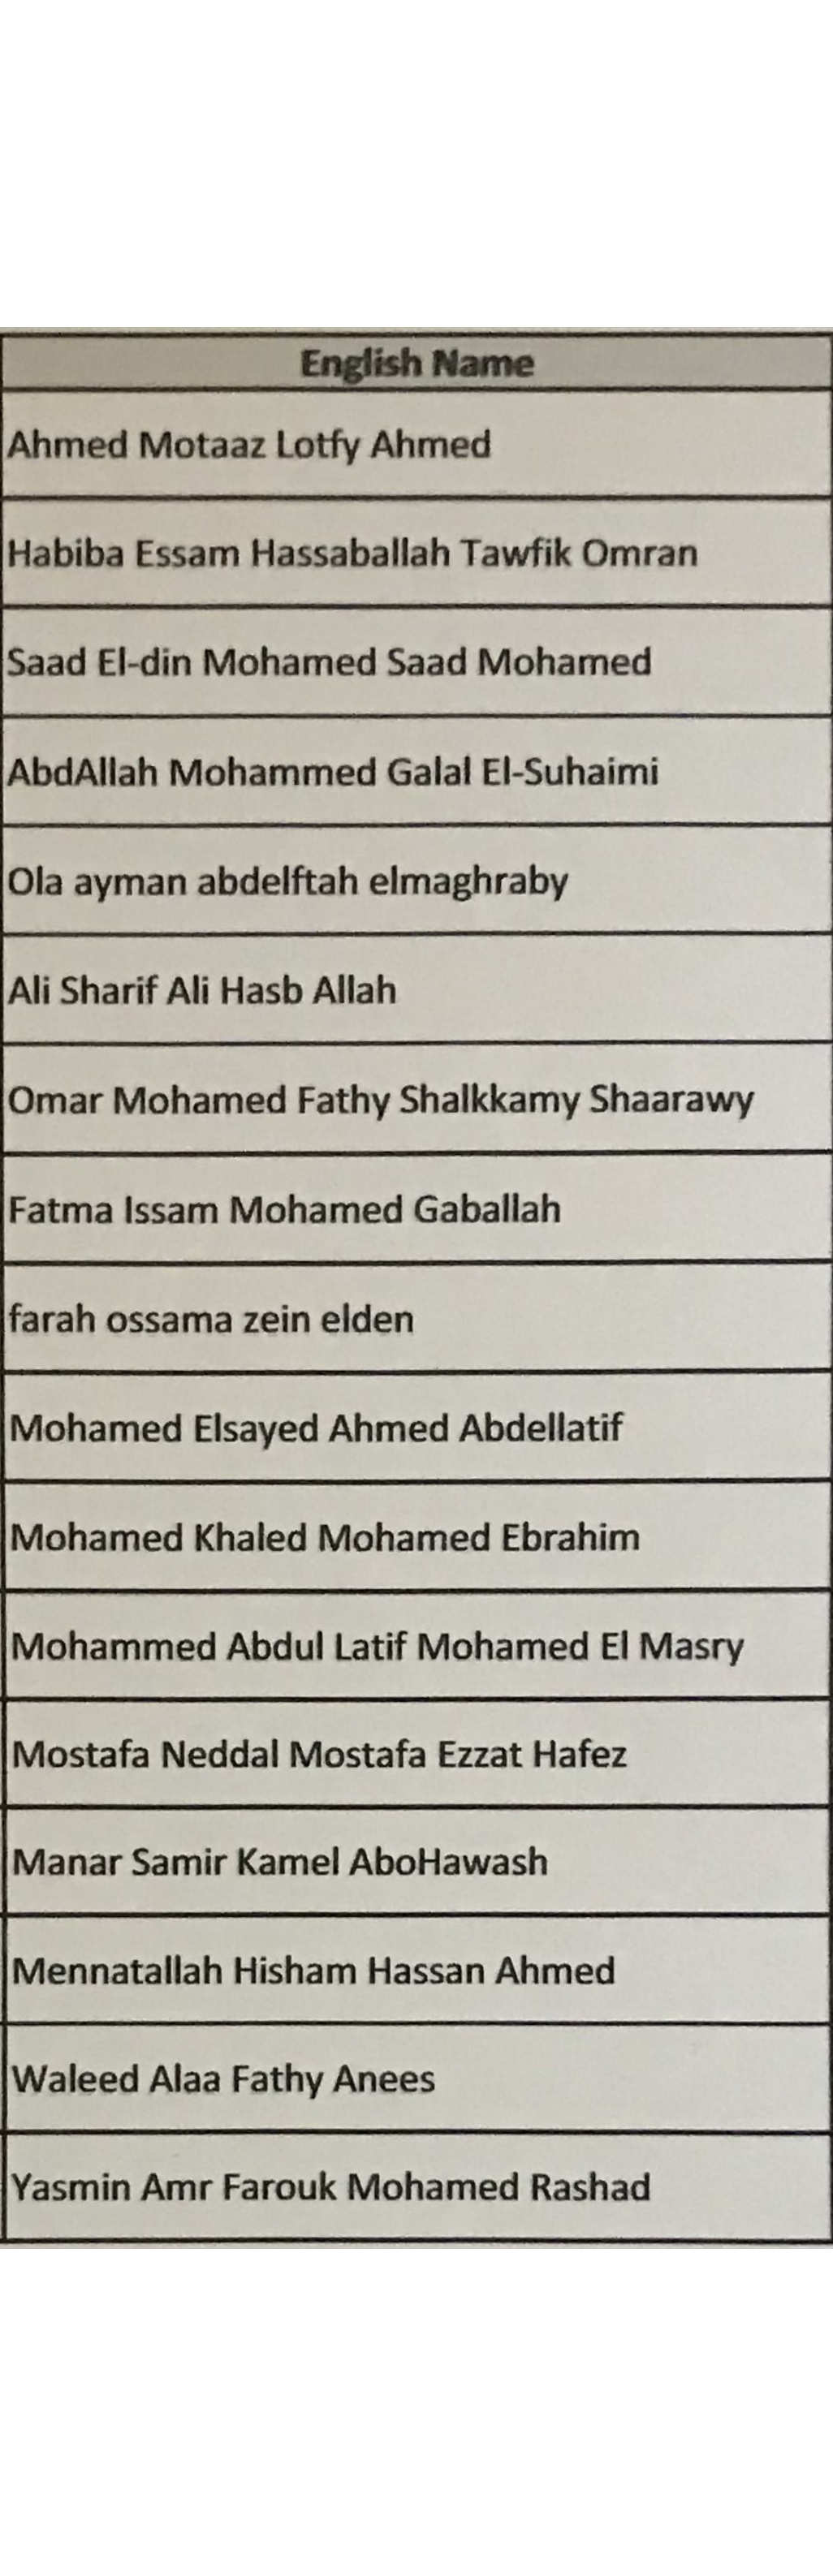 English Name
Ahmed Motaaz Lotfy Ahmed
Habiba Essam Hassaballah Tawfik Omran
Saad El-din Mohamed Saad Mohamed
AbdAllah Mohammed Galal El-Suhaimi
Ola ayman abdelftah elmaghraby
Ali Sharif Ali Hasb Allah
Omar Mohamed Fathy Shalkkamy Shaarawy
Fatma Issam Mohamed Gaballah
farah ossama zein elden
Mohamed Elsayed Ahmed Abdellatif
Mohamed Khaled Mohamed Ebrahim
Mohammed Abdul Latif Mohamed El Masry
Mostafa Neddal Mostafa Ezzat Hafez
Manar Samir Kamel AboHawash
Mennatallah Hisham Hassan Ahmed
Waleed Alaa Fathy Anees
Yasmin Amr Farouk Mohamed Rashad